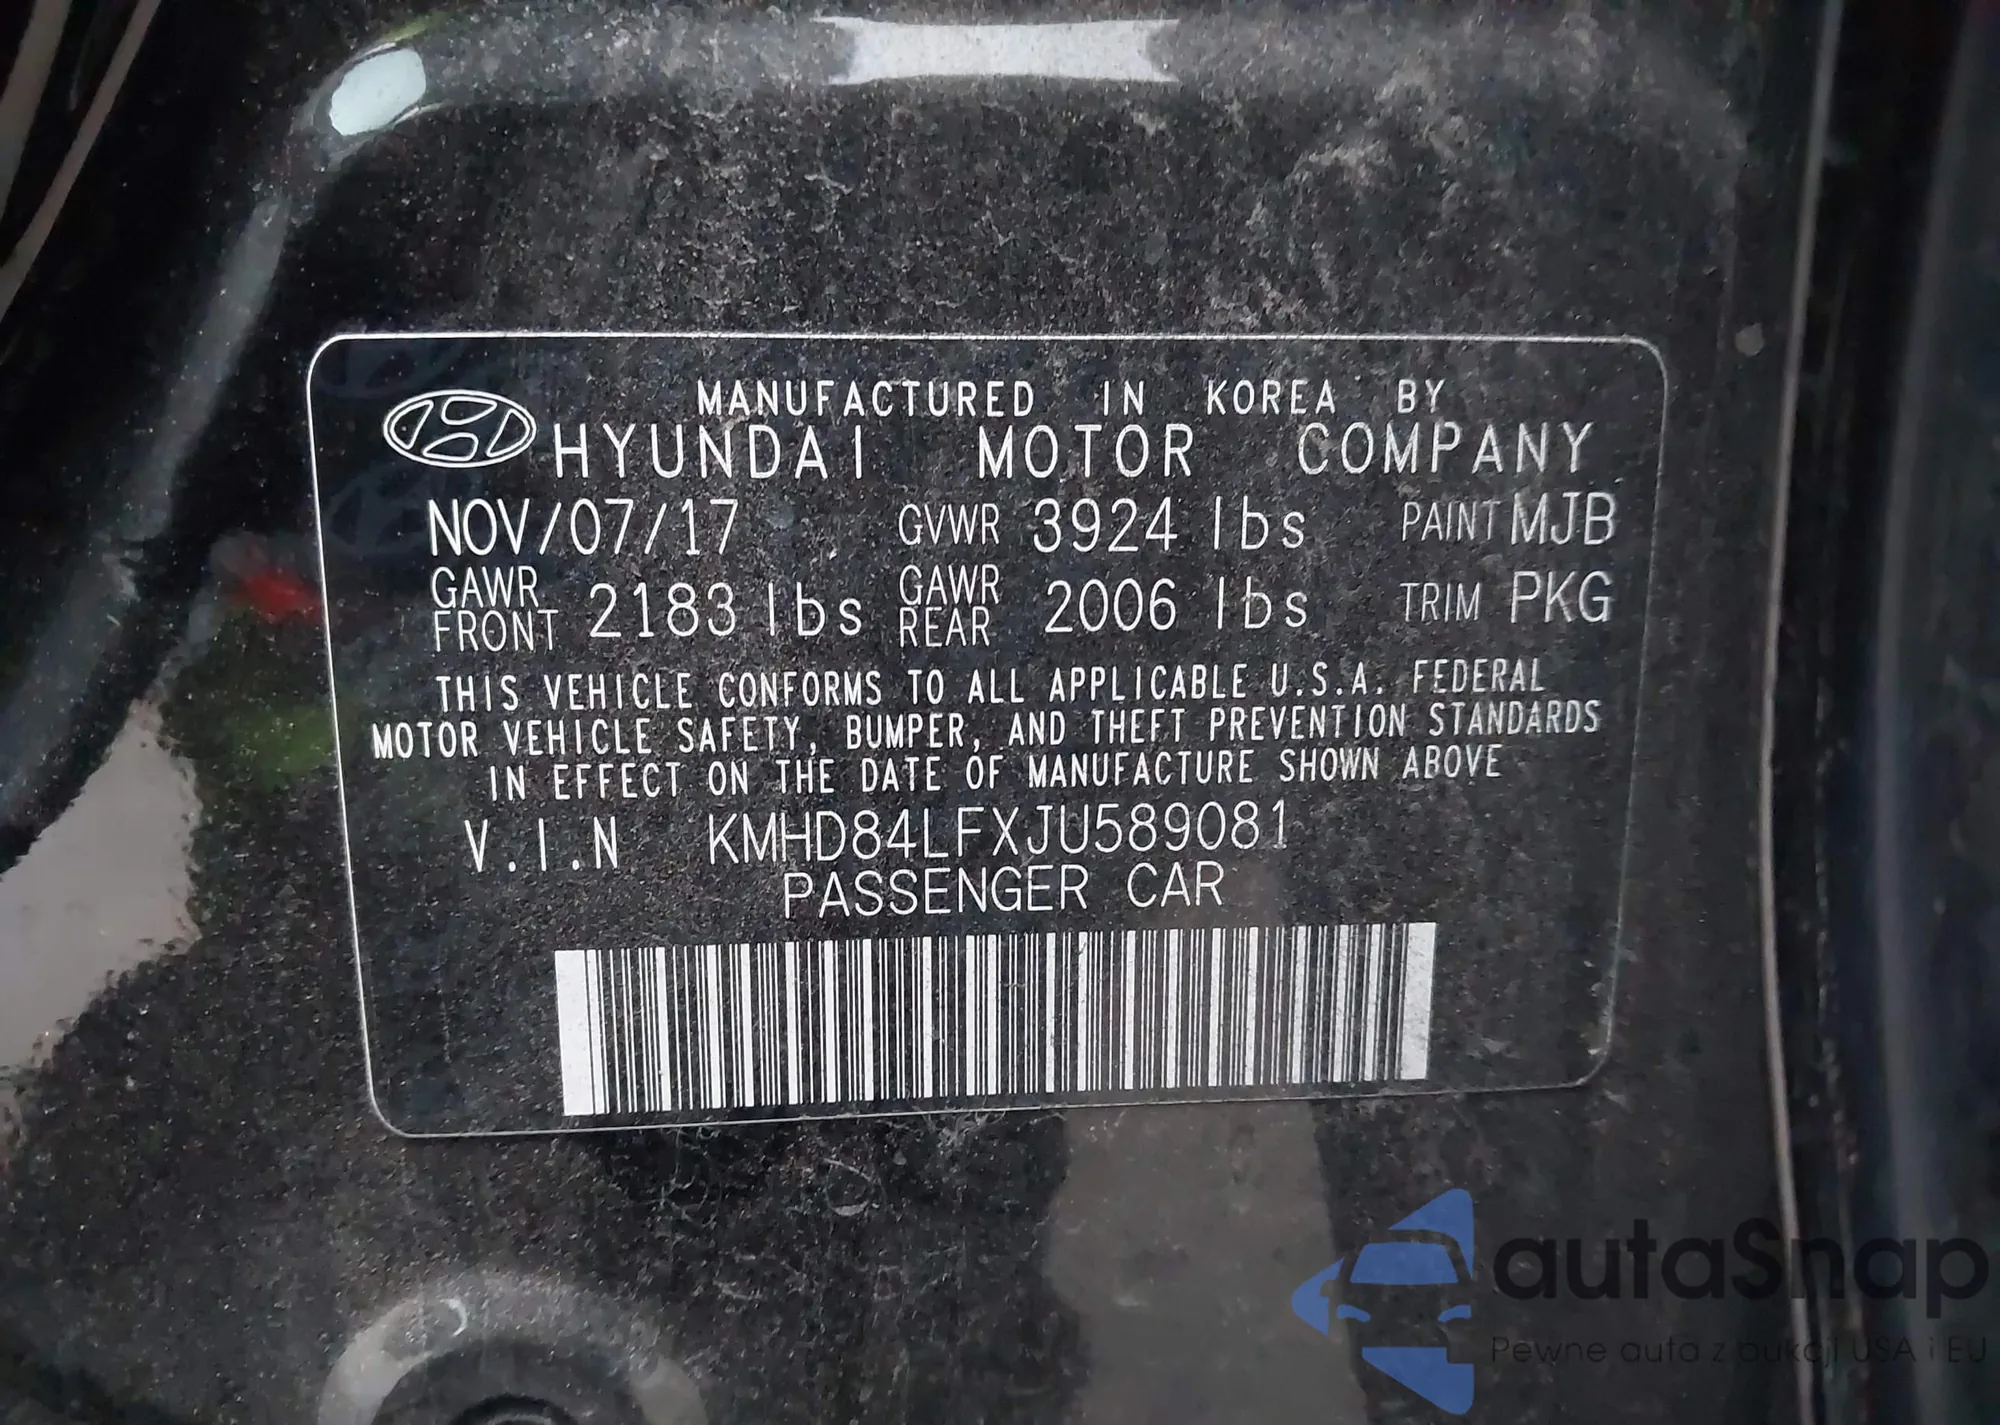 MANUFACTURED IN KOREA BY
HYUNDAI MOTOR COMPANY
NOV/07/17 GVWR 3924 lbs PAINT MJB
GAWR FRONT 2183 lbs GAWR REAR 2006 lbs TRIM PKG
THIS VEHICLE CONFORMS TO ALL APPLICABLE U.S.A. FEDERAL
MOTOR VEHICLE SAFETY, BUMPER, AND THEFT PREVENTION STANDARDS
IN EFFECT ON THE DATE OF MANUFACTURE SHOWN ABOVE
V.I.N KMHD84LFXJU589081
PASSENGER CAR
autaSnap
Pewne auta z aukcji USA i EU